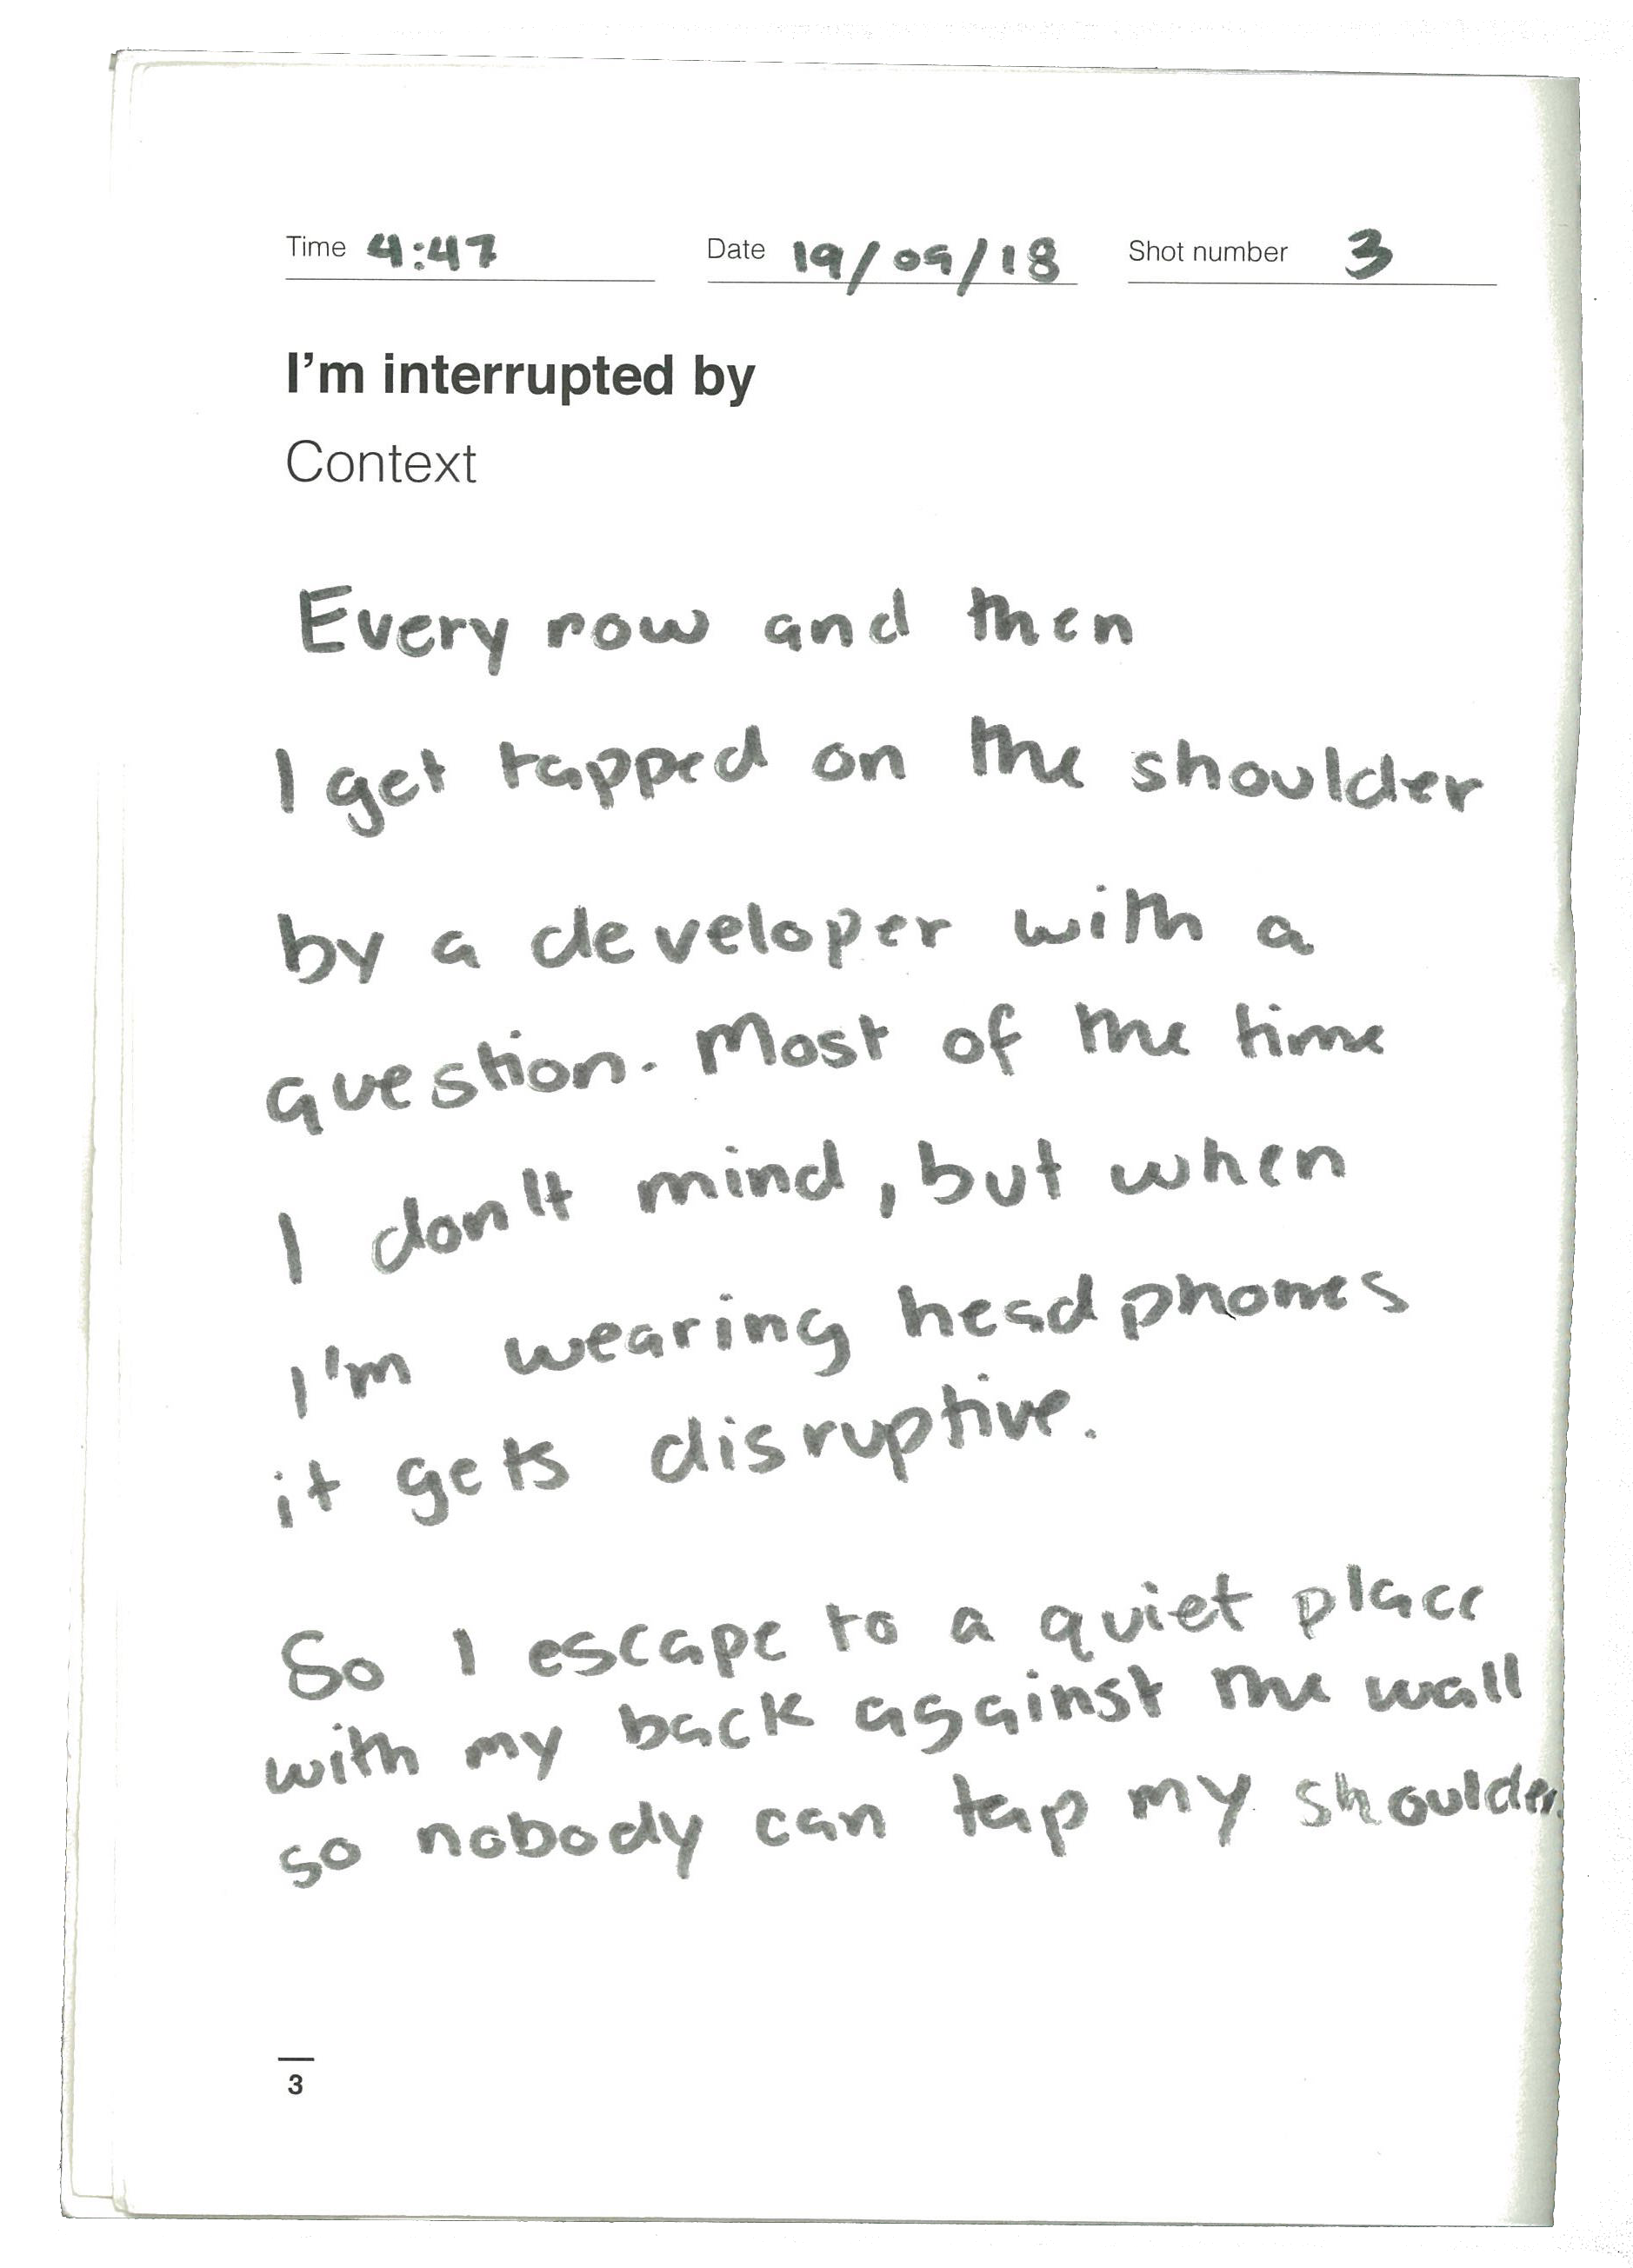 Time 4:47 Date 19/09/18 Shot number 3
I'm interrupted by
Context
Every now and then
I get tapped on the shoulder
by a developer with a
question. Most of the time
I don't mind, but when
I'm wearing headphones
it gets disruptive.
So I escape to a quiet place
with my back against the wall
so nobody can tap my shoulder.
3